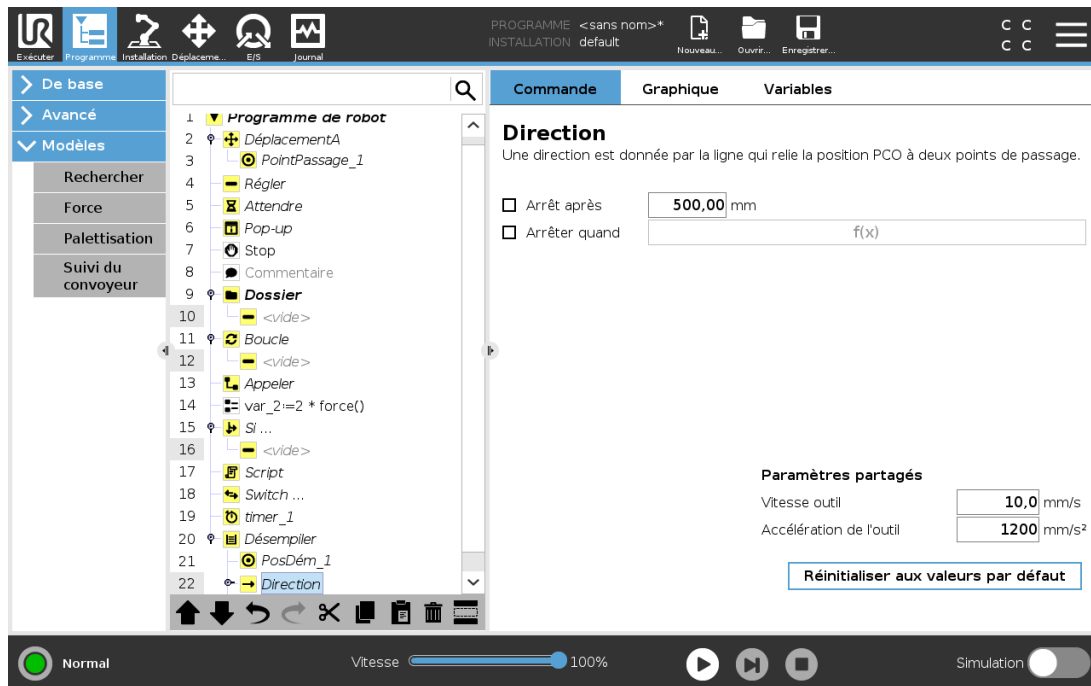 PROGRAMME <sans nom>*
INSTALLATION default
UR
Exécuter
Programme
Installation
Déplaceme...
E/S
Journal
Nouveau...
Ouvrir...
Enregistrer...
C C
C C
De base
Avancé
Modèles
Rechercher
Force
Palettisation
Suivi du
convoyeur
1 Programme de robot
2 DéplacementA
3 PointPassage_1
4 Régler
5 Attendre
6 Pop-up
7 Stop
8 Commentaire
9 Dossier
10 <vide>
11 Boucle
12 <vide>
13 Appeler
14 var_2:=2 * force()
15 Si ...
16 <vide>
17 Script
18 Switch ...
19 timer_1
20 Désempiler
21 PosDém_1
22 Direction
Commande Graphique Variables
Direction
Une direction est donnée par la ligne qui relie la position PCO à deux points de passage.
Arrêt après 500,00 mm
Arrêter quand f(x)
Paramètres partagés
Vitesse outil 10,0 mm/s
Accélération de l'outil 1200 mm/s²
Réinitialiser aux valeurs par défaut
Normal
Vitesse 100%
Simulation